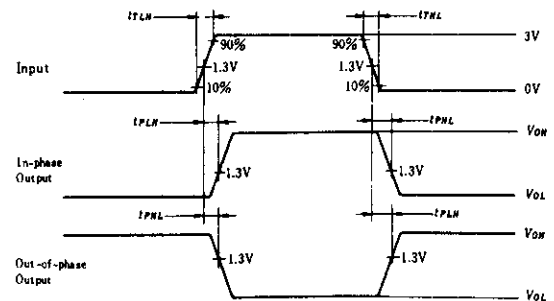 tTLH
tTHL
90%
90%
3V
Input
1.3V
1.3V
10%
10%
0V
tPLH
tPHL
VOH
In-phase
Output
1.3V
1.3V
VOL
tPHL
tPLH
VOH
Out-of-phase
Output
1.3V
1.3V
VOL